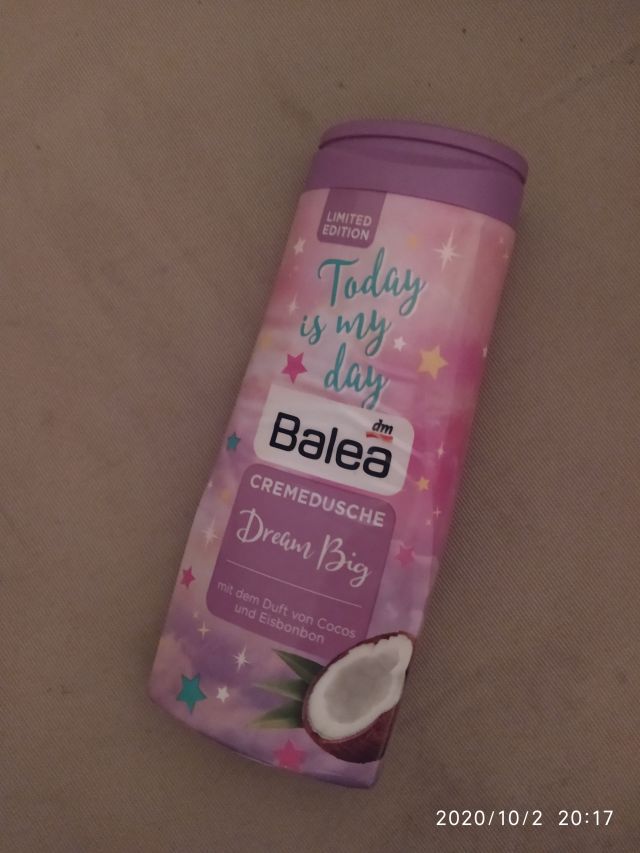 LIMITED
EDITION
Today
is my
day
dm
Balea
CREMEDUSCHE
Dream Big
mit dem Duft von Cocos
und Eisbonbon
2020/10/2 20:17